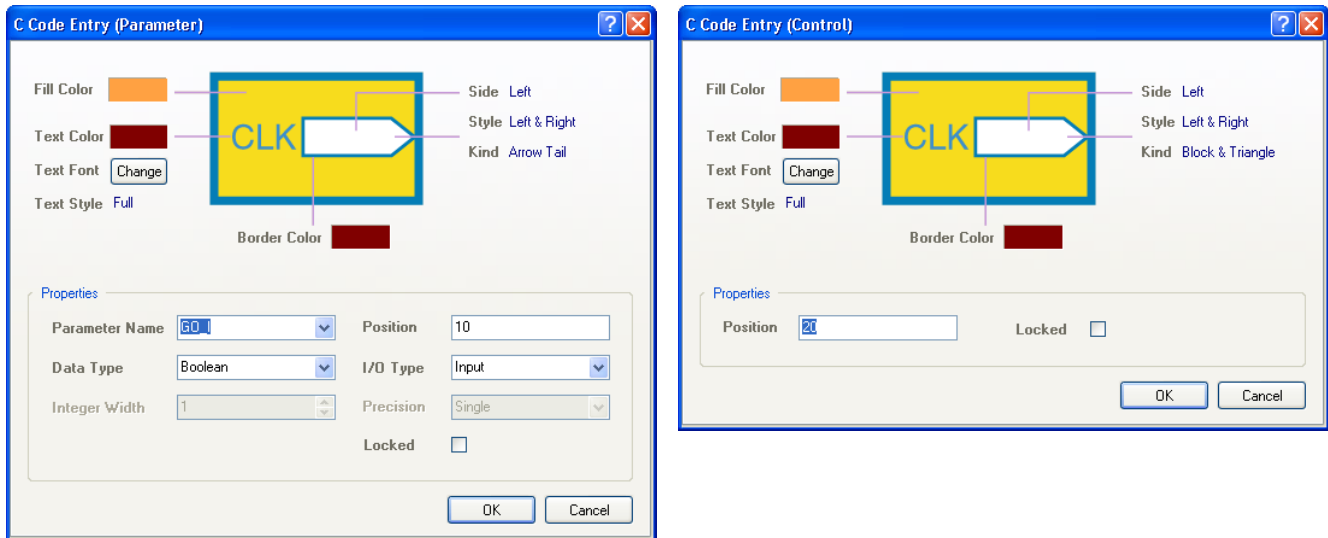 C Code Entry (Parameter)
Fill Color
Side Left
Text Color
CLK
Style Left & Right
Kind Arrow Tail
Text Font Change
Text Style Full
Border Color
Properties
Parameter Name GO_I
Position 10
Data Type Boolean
I/O Type Input
Integer Width 1
Precision Single
Locked
OK Cancel
C Code Entry (Control)
Fill Color
Side Left
Text Color
CLK
Style Left & Right
Kind Block & Triangle
Text Font Change
Text Style Full
Border Color
Properties
Position 20
Locked
OK Cancel